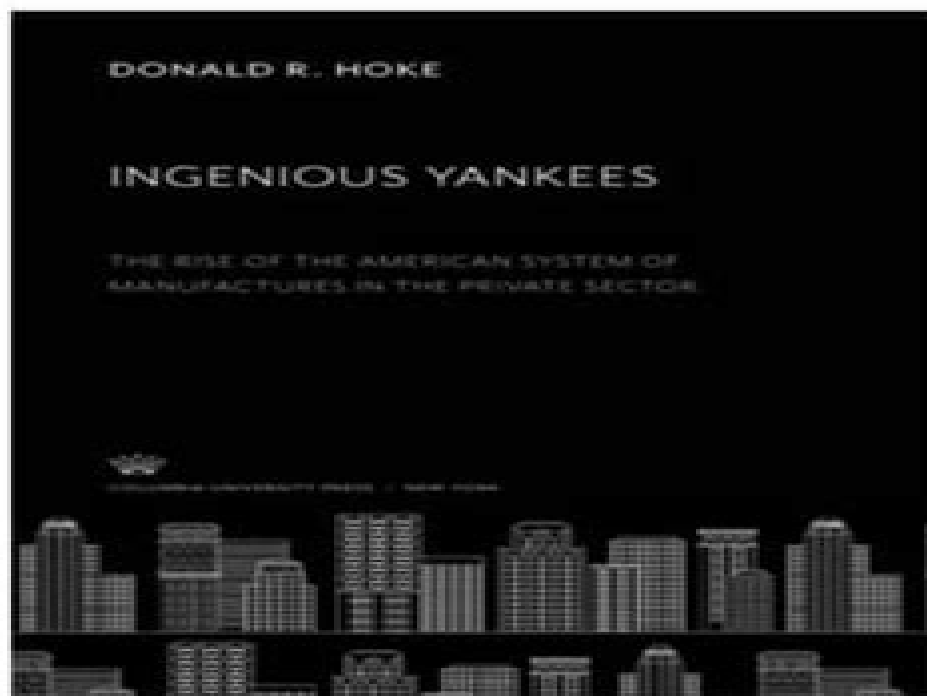 DONALD R. HOKE
INGENIOUS YANKEES
THE RISE OF THE AMERICAN SYSTEM OF
MANUFACTURES IN THE PRIVATE SECTOR
COLUMBIA UNIVERSITY PRESS / NEW YORK